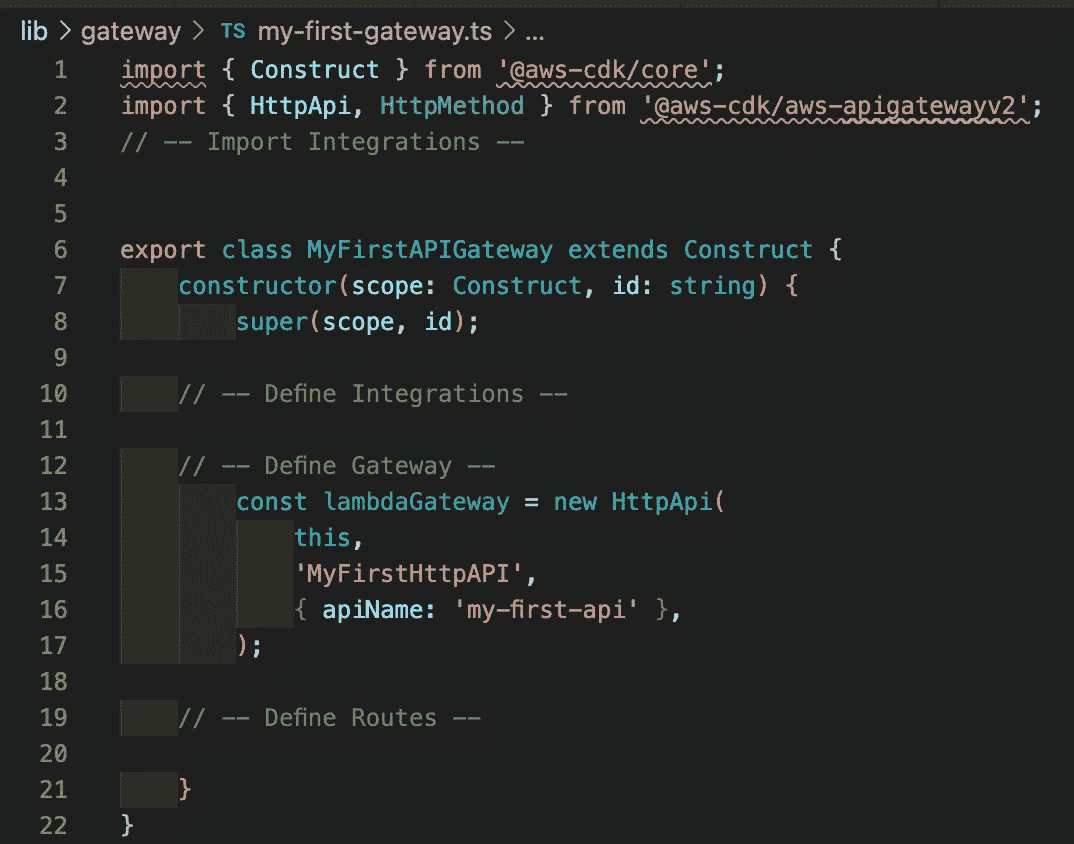 lib > gateway > TS my-first-gateway.ts > ...
1 import { Construct } from '@aws-cdk/core';
2 import { HttpApi, HttpMethod } from '@aws-cdk/aws-apigatewayv2';
3 // -- Import Integrations --
4
5
6 export class MyFirstAPIGateway extends Construct {
7     constructor(scope: Construct, id: string) {
8         super(scope, id);
9
10     // -- Define Integrations --
11
12     // -- Define Gateway --
13         const lambdaGateway = new HttpApi(
14             this,
15             'MyFirstHttpAPI',
16             { apiName: 'my-first-api' },
17         );
18
19     // -- Define Routes --
20
21     }
22 }